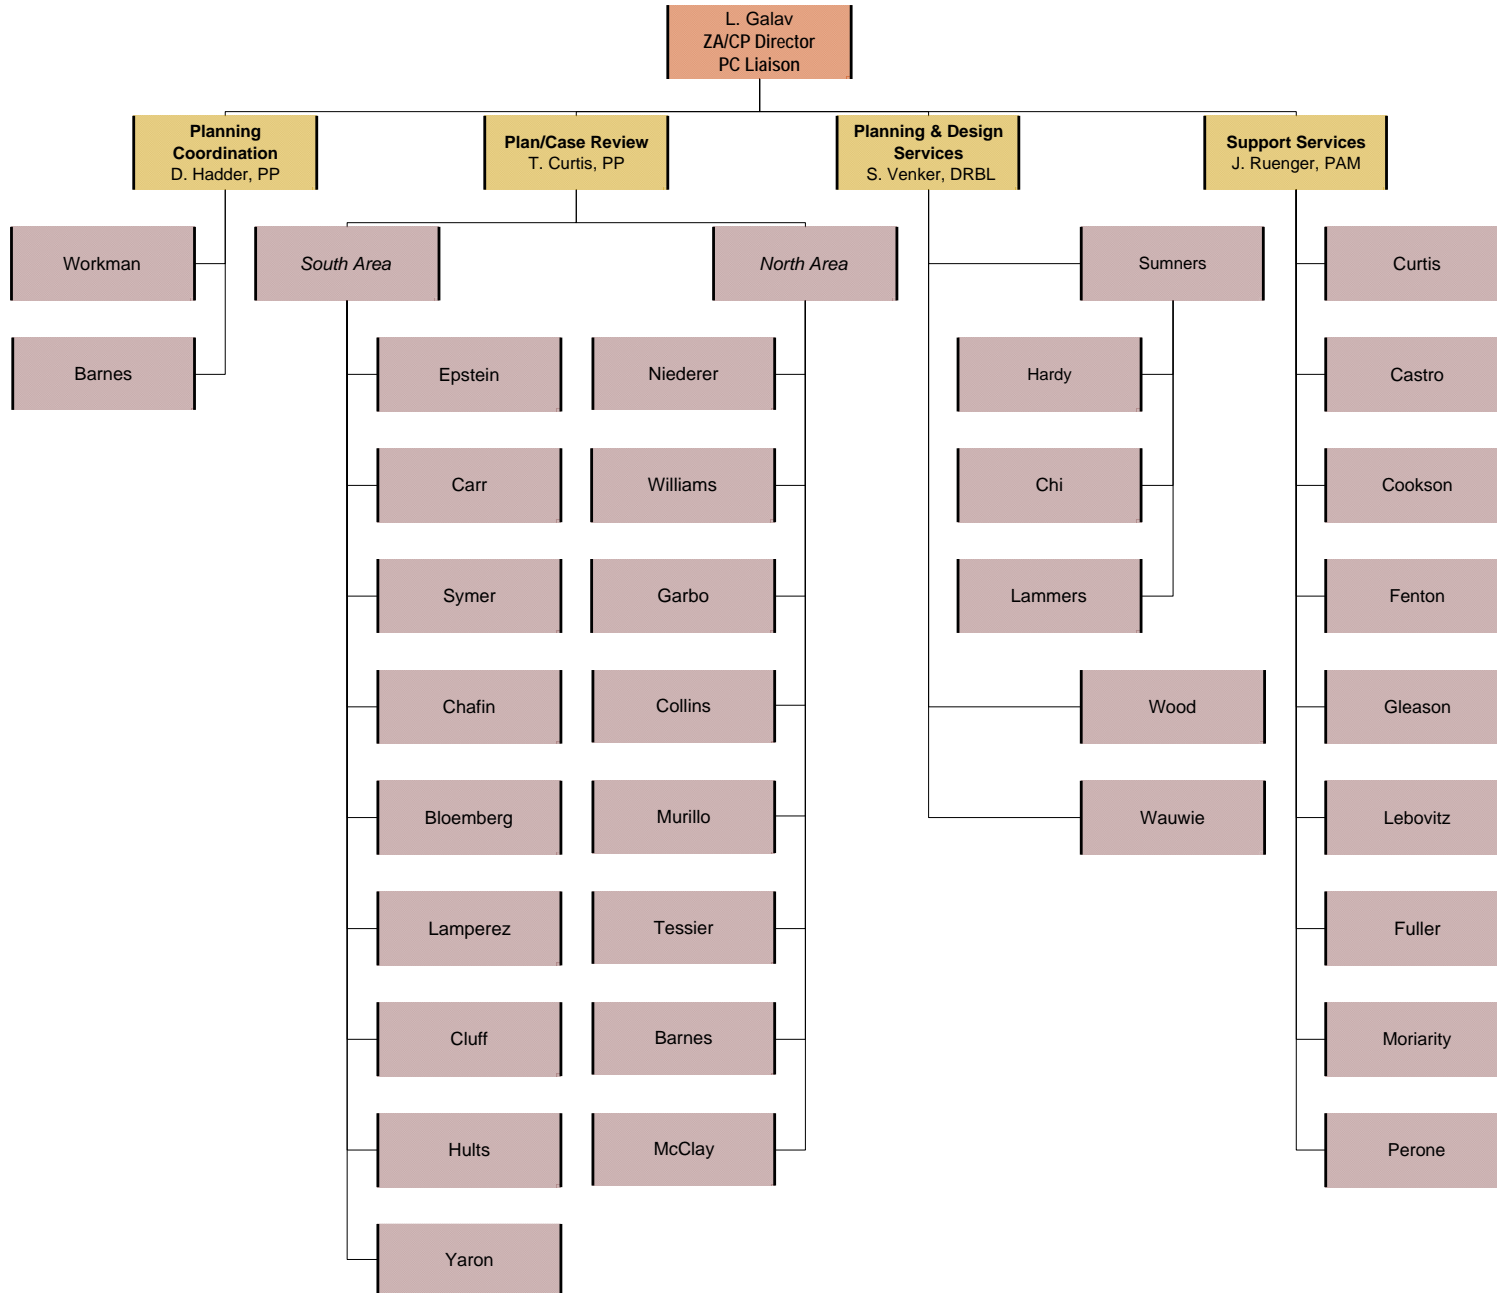 L. Galav
ZA/CP Director
PC Liaison
Planning
Coordination
D. Hadder, PP
Plan/Case Review
T. Curtis, PP
Planning & Design
Services
S. Venker, DRBL
Support Services
J. Ruenger, PAM
Workman
Barnes
South Area
North Area
Epstein
Carr
Symer
Chafin
Bloemberg
Lamperez
Cluff
Hults
Yaron
Niederer
Williams
Garbo
Collins
Murillo
Tessier
Barnes
McClay
Sumners
Hardy
Chi
Lammers
Wood
Wauwie
Curtis
Castro
Cookson
Fenton
Gleason
Lebovitz
Fuller
Moriarity
Perone